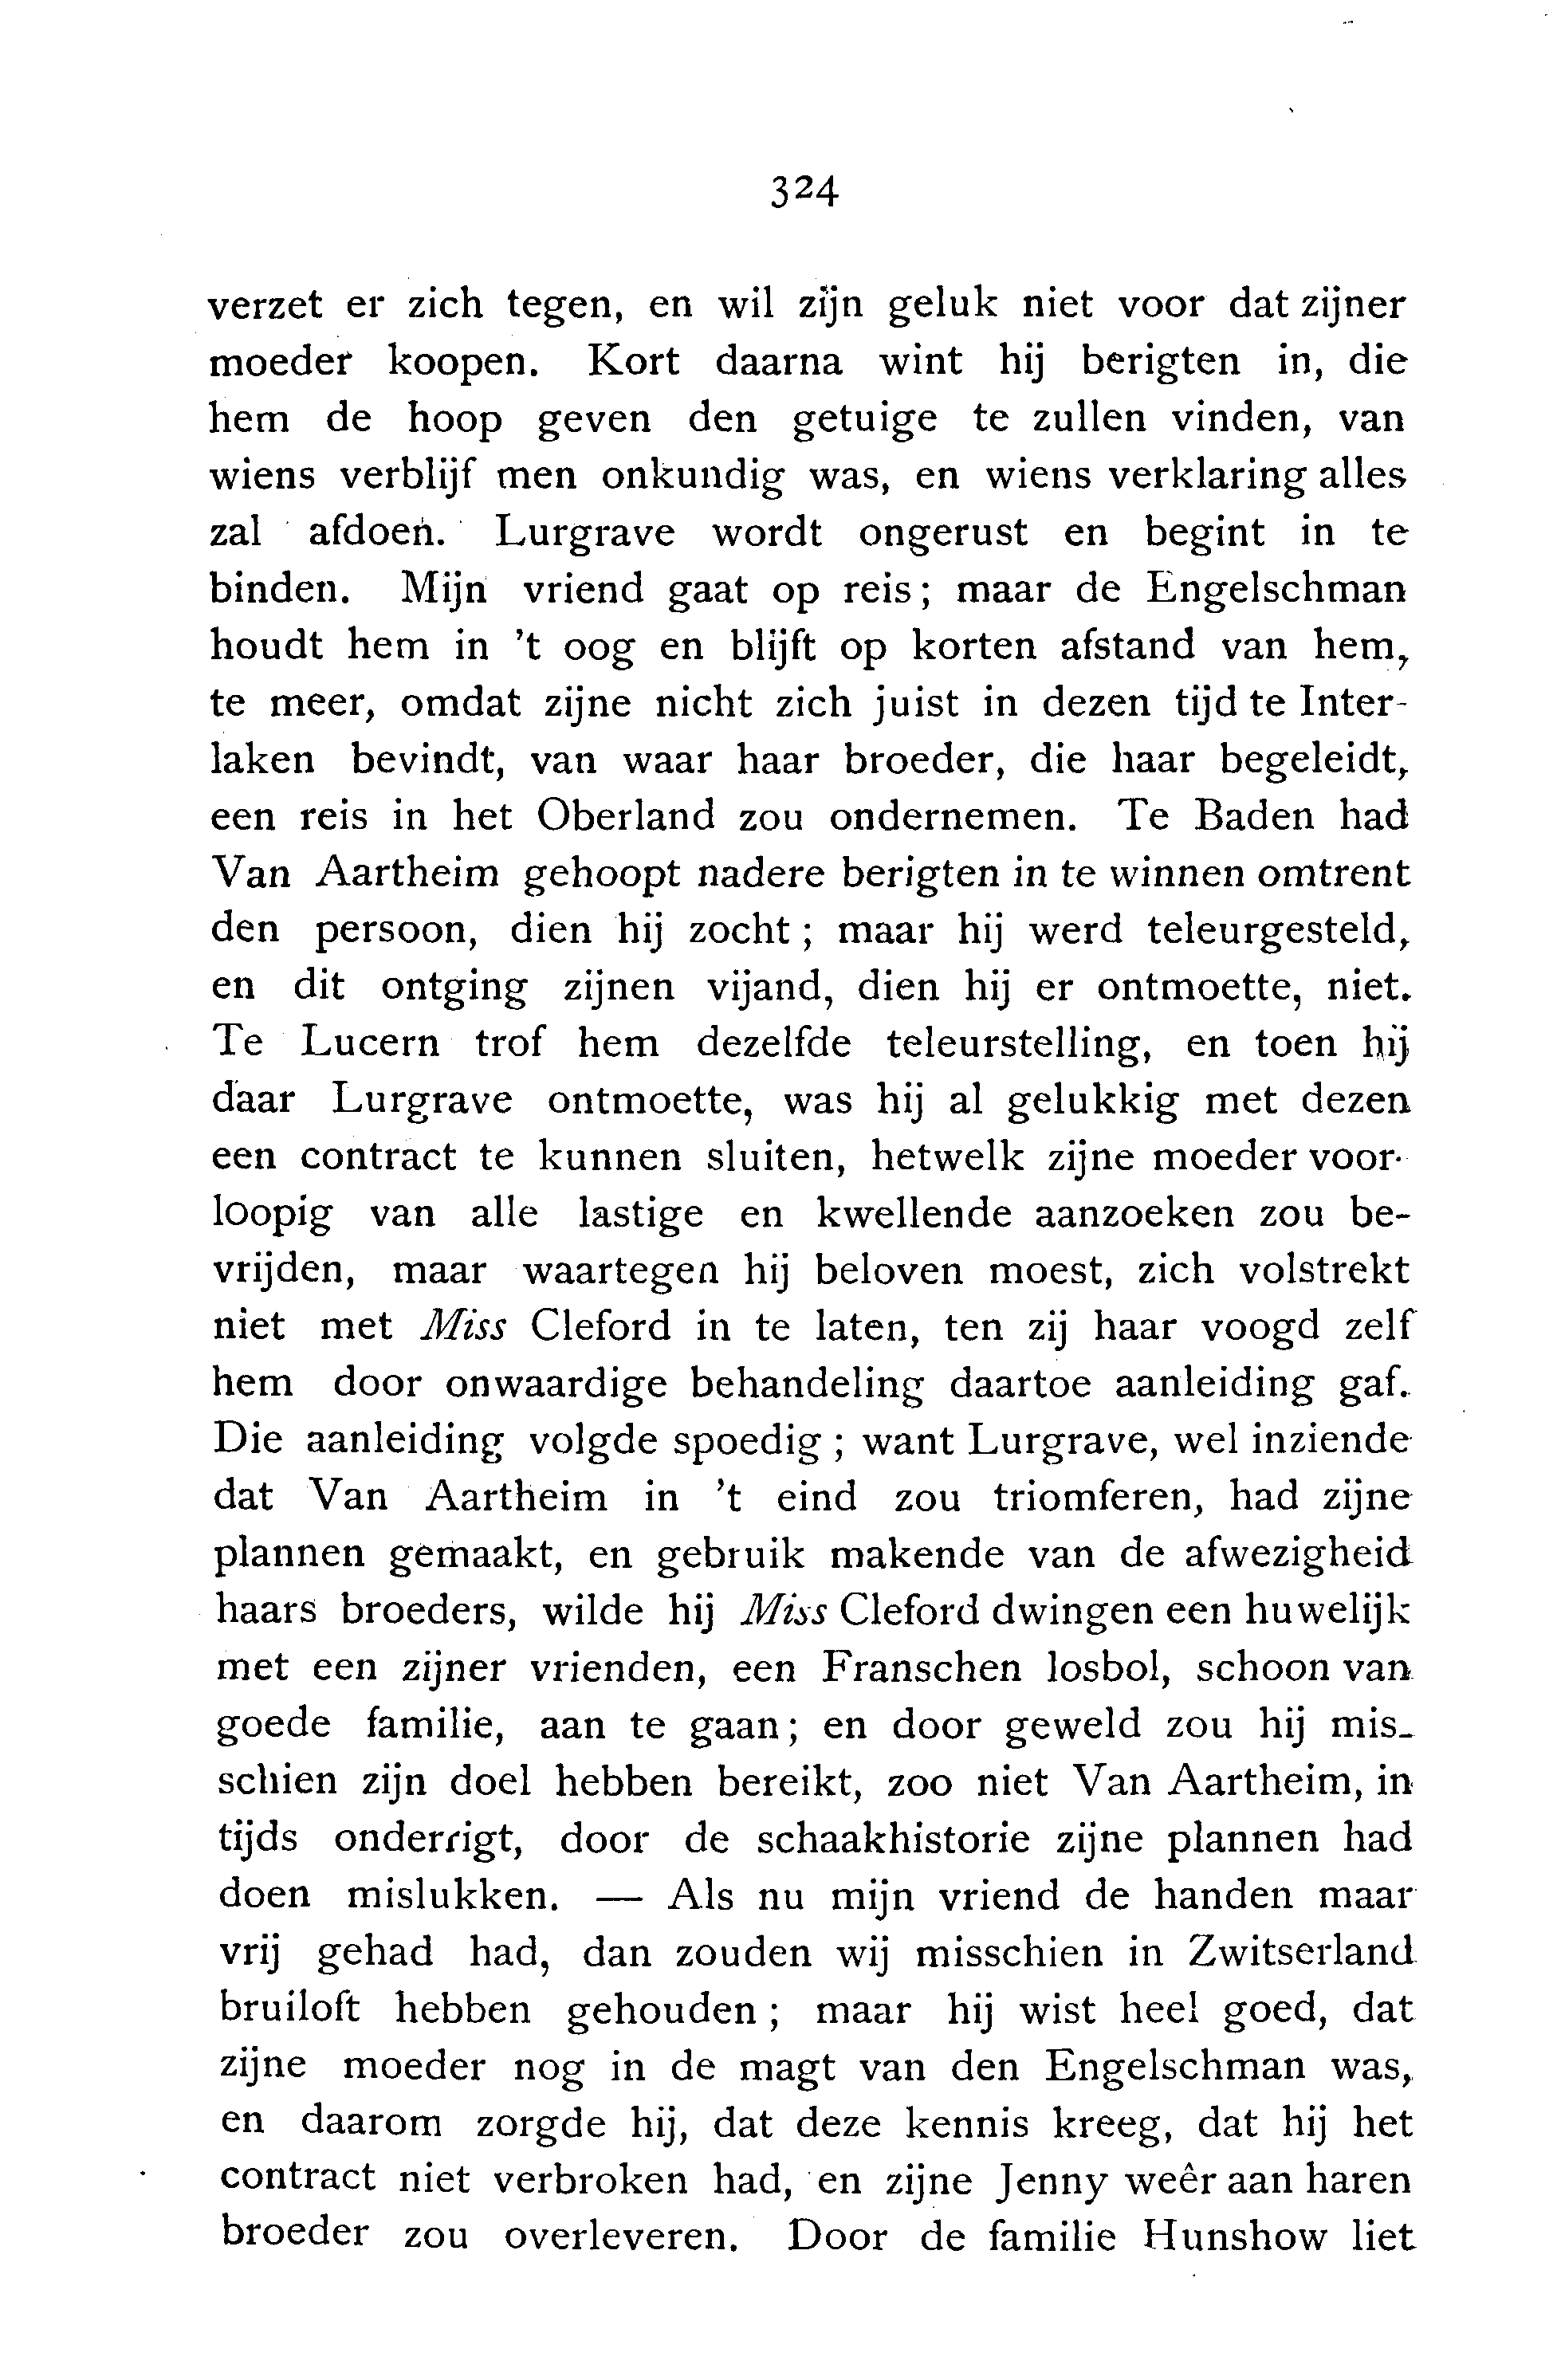 324
verzet er zich tegen, en wil zijn geluk niet voor dat zijner
moeder koopen. Kort daarna wint hij berigten in, die
hem de hoop geven den getuige te zullen vinden, van
wiens verblijf men onkundig was, en wiens verklaring alles
zal afdoen. Lurgrave wordt ongerust en begint in te
binden. Mijn vriend gaat op reis; maar de Engelschman
houdt hem in 't oog en blijft op korten afstand van hem,
te meer, omdat zijne nicht zich juist in dezen tijd te Inter-
laken bevindt, van waar haar broeder, die haar begeleidt,
een reis in het Oberland zou ondernemen. Te Baden had
Van Aartheim gehoopt nadere berigten in te winnen omtrent
den persoon, dien hij zocht; maar hij werd teleurgesteld,
en dit ontging zijnen vijand, dien hij er ontmoette, niet.
Te Lucern trof hem dezelfde teleurstelling, en toen hij
daar Lurgrave ontmoette, was hij al gelukkig met dezen
een contract te kunnen sluiten, hetwelk zijne moeder voor-
loopig van alle lastige en kwellende aanzoeken zou be-
vrijden, maar waartegen hij beloven moest, zich volstrekt
niet met Miss Cleford in te laten, ten zij haar voogd zelf
hem door onwaardige behandeling daartoe aanleiding gaf.
Die aanleiding volgde spoedig; want Lurgrave, wel inziende
dat Van Aartheim in 't eind zou triomferen, had zijne
plannen gemaakt, en gebruik makende van de afwezigheid
haars broeders, wilde hij Miss Cleford dwingen een huwelijk
met een zijner vrienden, een Franschen losbol, schoon van
goede familie, aan te gaan; en door geweld zou hij mis-
schien zijn doel hebben bereikt, zoo niet Van Aartheim, in
tijds onderrigt, door de schaakhistorie zijne plannen had
doen mislukken. — Als nu mijn vriend de handen maar
vrij gehad had, dan zouden wij misschien in Zwitserland
bruiloft hebben gehouden; maar hij wist heel goed, dat
zijne moeder nog in de magt van den Engelschman was,
en daarom zorgde hij, dat deze kennis kreeg, dat hij het
contract niet verbroken had, en zijne Jenny weêr aan haren
broeder zou overleveren. Door de familie Hunshow liet